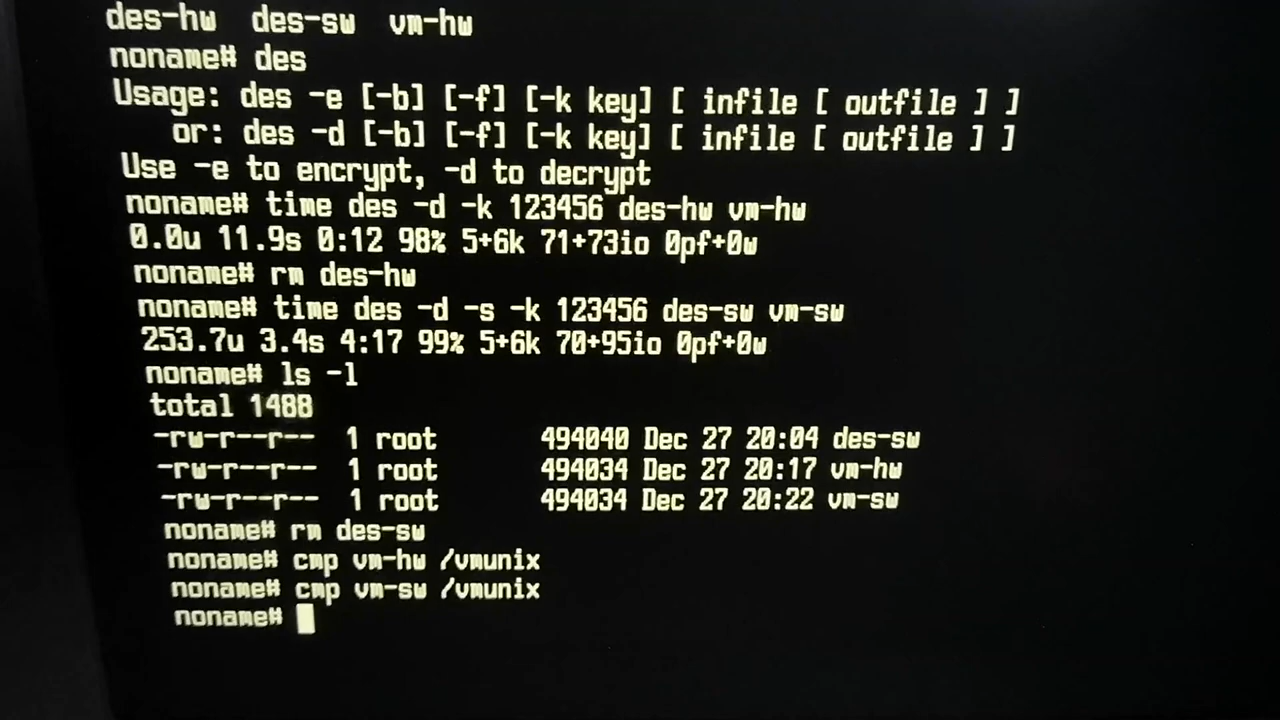 des-hw des-sw vm-hw
noname# des
Usage: des -e [-b] [-f] [-k key] [ infile [ outfile ] ]
or: des -d [-b] [-f] [-k key] [ infile [ outfile ] ]
Use -e to encrypt, -d to decrypt
noname# time des -d -k 123456 des-hw vm-hw
0.0u 11.9s 0:12 98% 5+6k 71+73io 0pf+0w
noname# rm des-hw
noname# time des -d -s -k 123456 des-sw vm-sw
253.7u 3.4s 4:17 99% 5+6k 70+95io 0pf+0w
noname# ls -l
total 1488
-rw-r--r-- 1 root 494040 Dec 27 20:04 des-sw
-rw-r--r-- 1 root 494034 Dec 27 20:17 vm-hw
-rw-r--r-- 1 root 494034 Dec 27 20:22 vm-sw
noname# rm des-sw
noname# cmp vm-hw /vmunix
noname# cmp vm-sw /vmunix
noname#